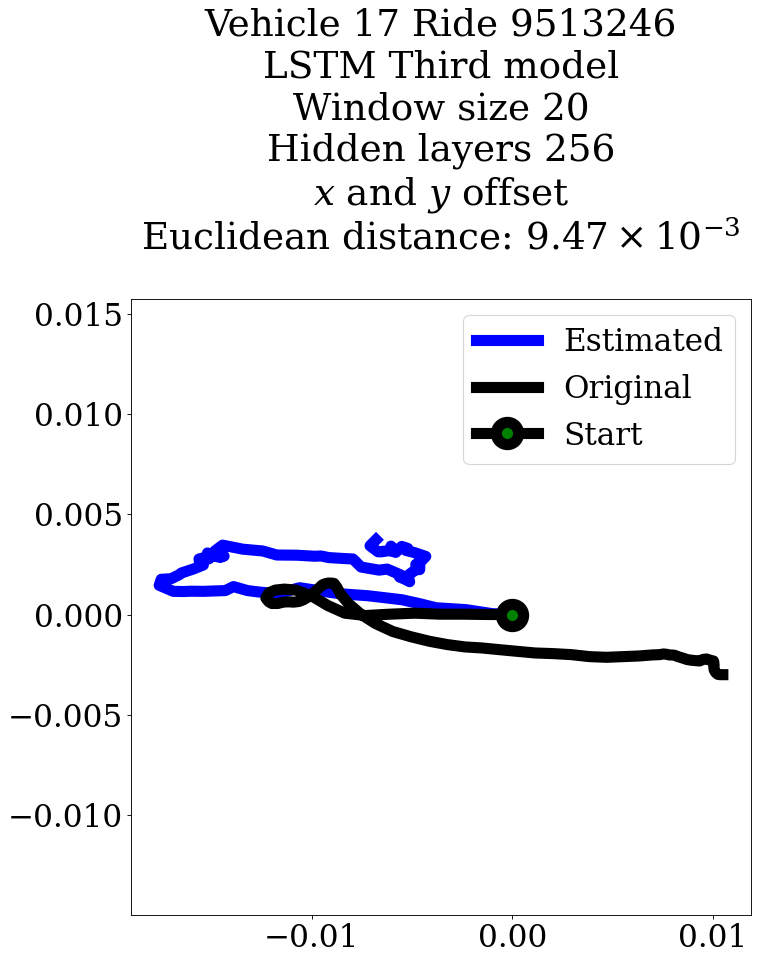 Vehicle 17 Ride 9513246
LSTM Third model
Window size 20
Hidden layers 256
x and y offset
Euclidean distance: 9.47 × 10⁻³
0.015
0.010
0.005
0.000
−0.005
−0.010
Estimated
Original
Start
−0.01
0.00
0.01